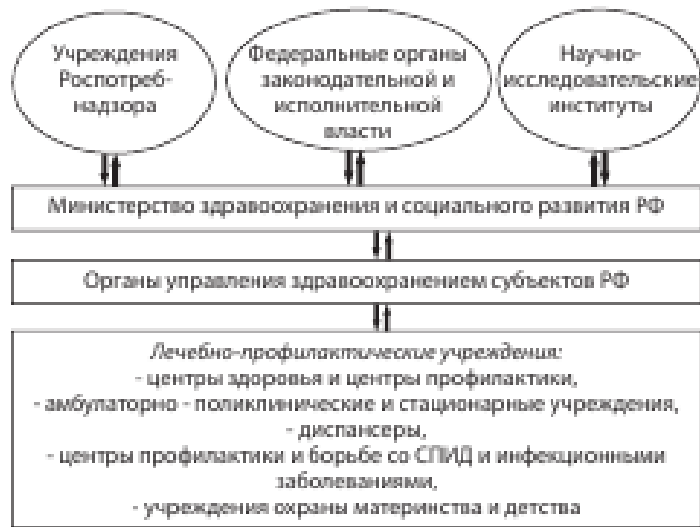 Учреждения
Роспотреб-
надзора
Федеральные органы
законодательной и
исполнительной
власти
Научно-
исследовательские
институты
Министерство здравоохранения и социального развития РФ
Органы управления здравоохранением субъектов РФ
Лечебно-профилактические учреждения:
- центры здоровья и центры профилактики,
- амбулаторно - поликлинические и стационарные учреждения,
- диспансеры,
- центры профилактики и борьбе со СПИД и инфекционными
заболеваниями,
- учреждения охраны материнства и детства